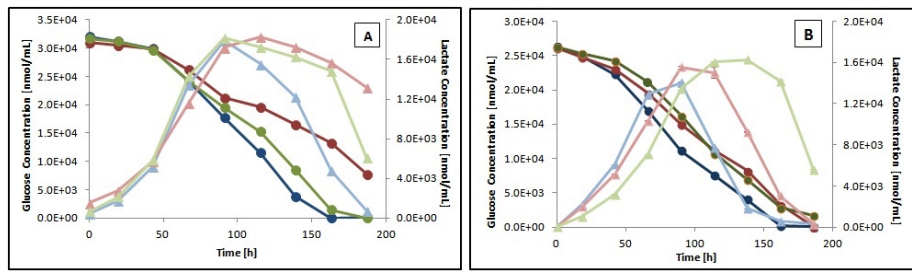 A
Glucose Concentration [nmol/mL]
3.5E+04
3.0E+04
2.5E+04
2.0E+04
1.5E+04
1.0E+04
5.0E+03
0.0E+00
0
50
100
150
200
Time [h]
2.0E+04
1.6E+04
1.2E+04
8.0E+03
4.0E+03
0.0E+00
Lactate Concentration [nmol/mL]
B
Glucose Concentration [nmol/mL]
3.0E+04
2.5E+04
2.0E+04
1.5E+04
1.0E+04
5.0E+03
0.0E+00
0
50
100
150
200
Time [h]
2.0E+04
1.6E+04
1.2E+04
8.0E+03
4.0E+03
0.0E+00
Lactate Concentration [nmol/mL]